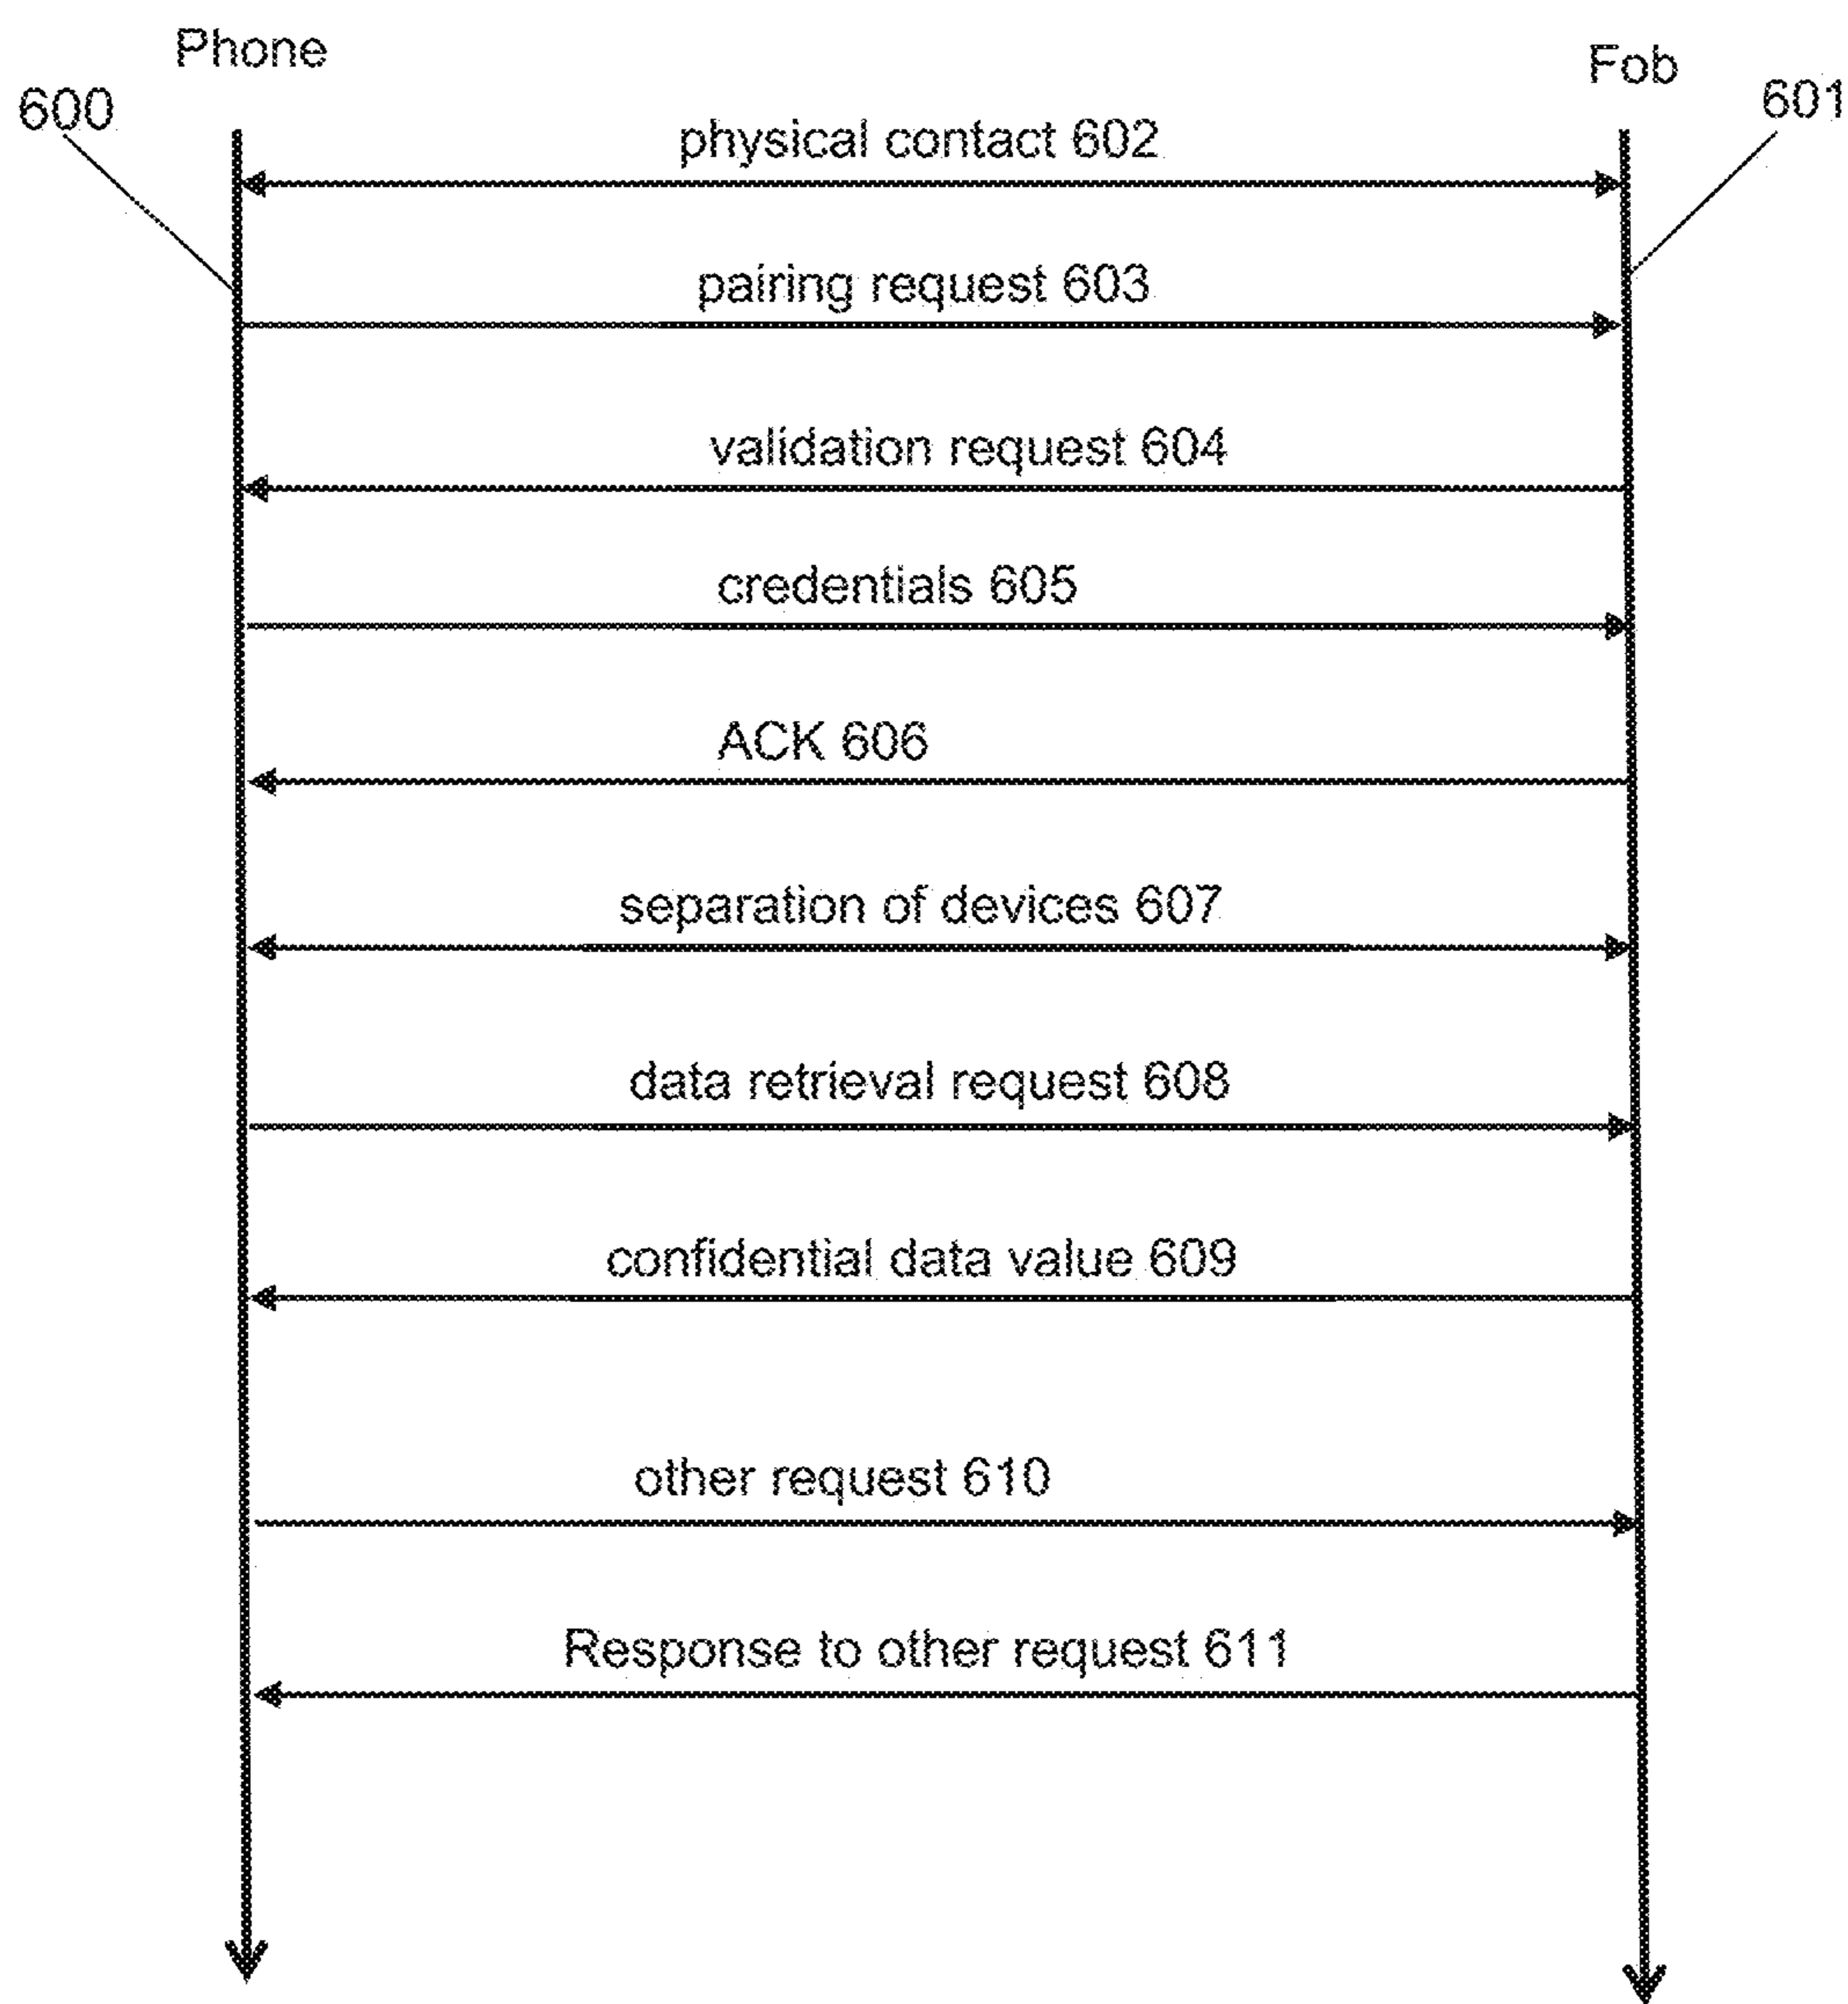 Phone
Fob
600
601
physical contact 602
pairing request 603
validation request 604
credentials 605
ACK 606
separation of devices 607
data retrieval request 608
confidential data value 609
other request 610
Response to other request 611